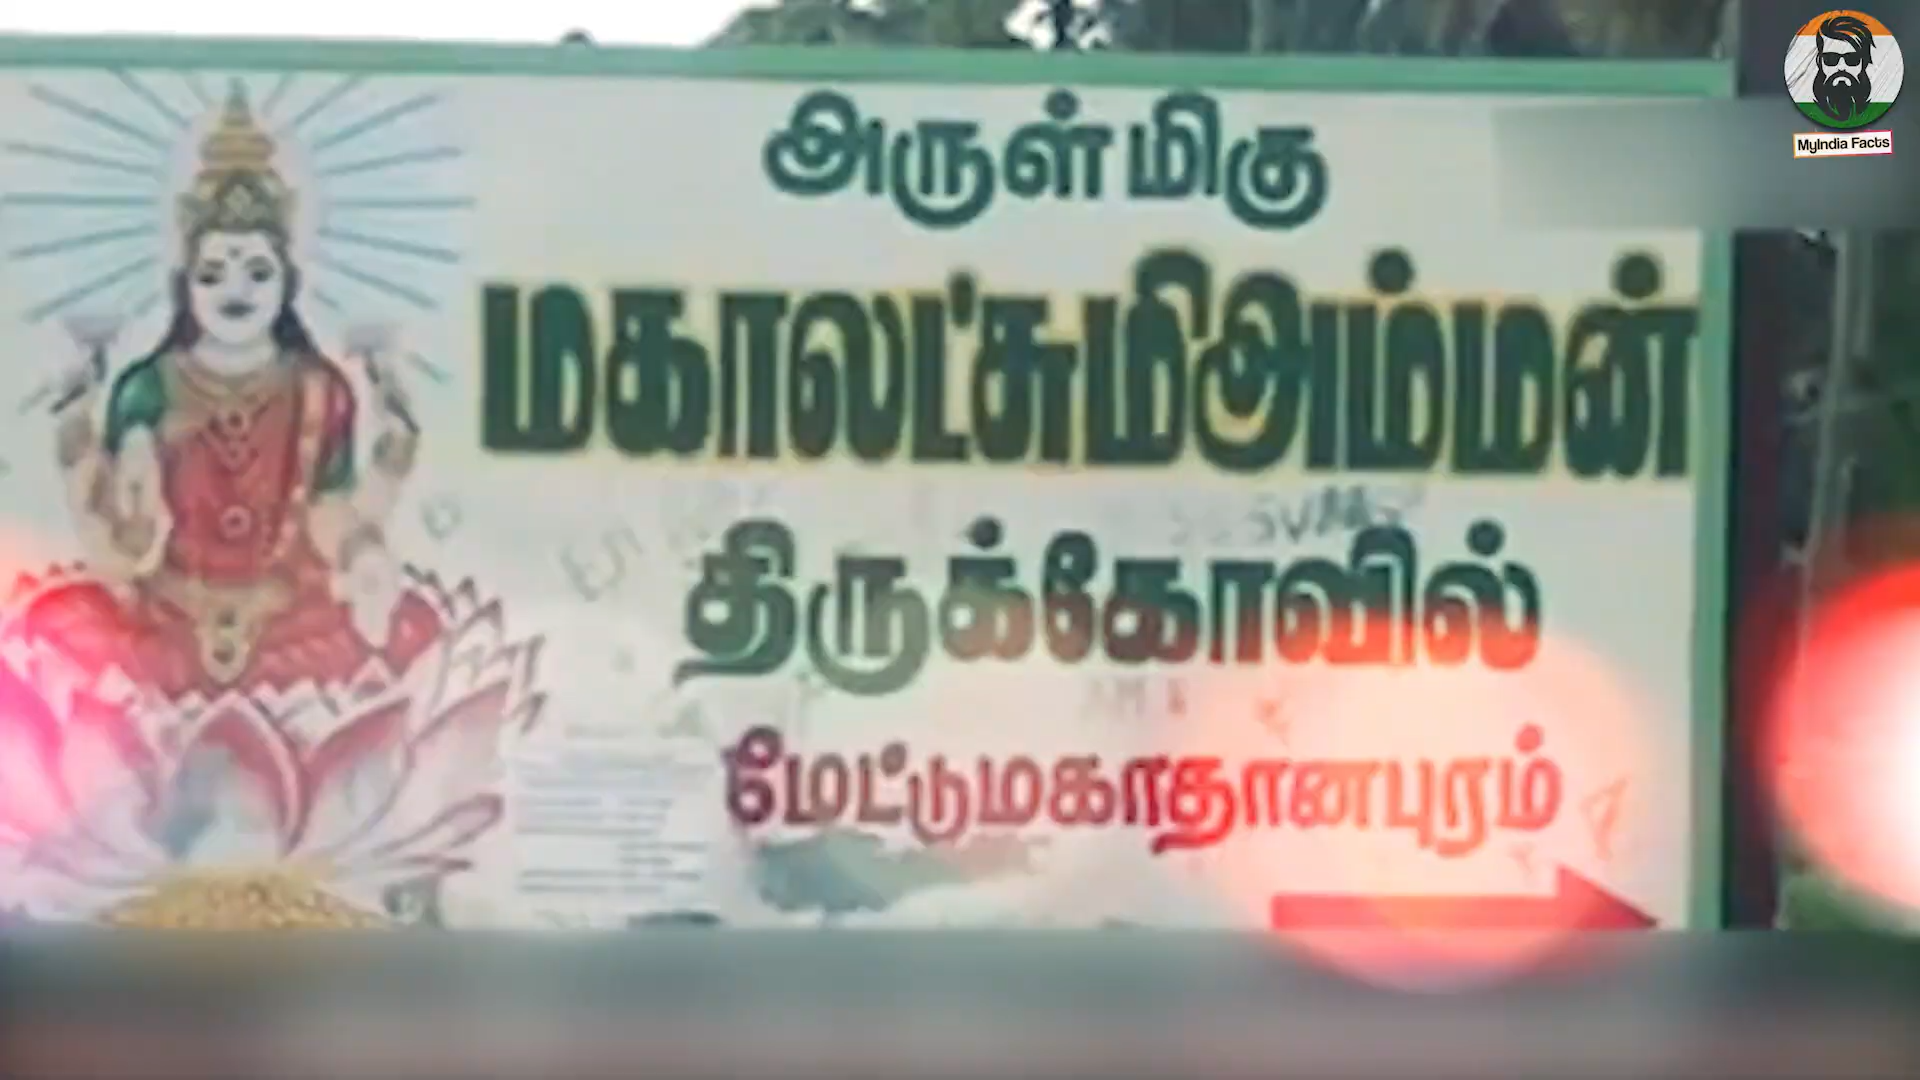 MyIndia Facts
அருள்மிகு
மகாலட்சுமிஅம்மன்
திருக்கோவில்
மேட்டுமகாதானபுரம்